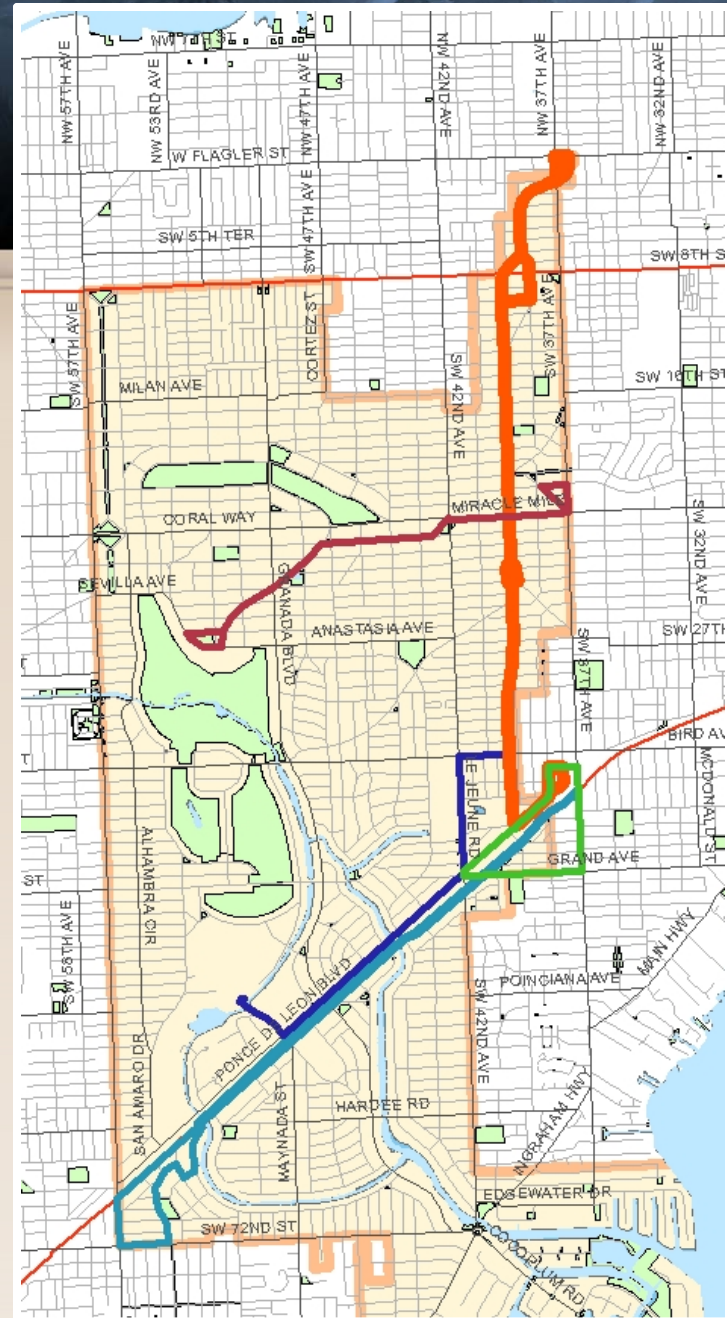 NW 7TH ST
NW 57TH AVE
NW 53RD AVE
NW 47TH AVE
NW 42ND AVE
NW 37TH AVE
NW 32ND AVE
W FLAGLER ST
SW 47TH AVE
SW 5TH TER
SW 8TH S
SW 57TH AVE
CORTEZ ST
SW 37TH AVE
SW 42ND AVE
MILAN AVE
SW 16TH ST
CORAL WAY
MIRACLE MILE
SW 32ND AVE
SEVILLA AVE
GRANADA BLVD
ANASTASIA AVE
SW 27TH
SW 37TH AVE
T
BIRD AV
LE JEUNE RD
MCDONALD ST
ALHAMBRA CIR
GRAND AVE
ST
SW 58TH AVE
MAIN HWY
POINCIANA AVE
PONCE DE LEON BLVD
SW 42ND AVE
SAN AMARO DR
MAYNADA ST
HARDEE RD
INGRAHAM HWY
EDGEWATER DR
SW 72ND ST
COCOPLUM RD